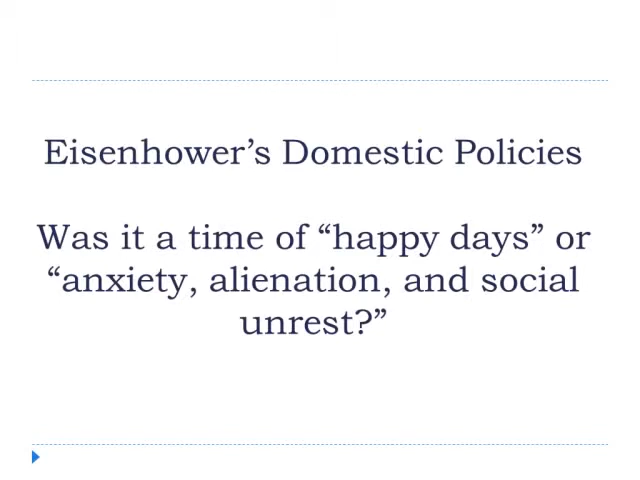 Eisenhower’s Domestic Policies
Was it a time of “happy days” or
“anxiety, alienation, and social
unrest?”